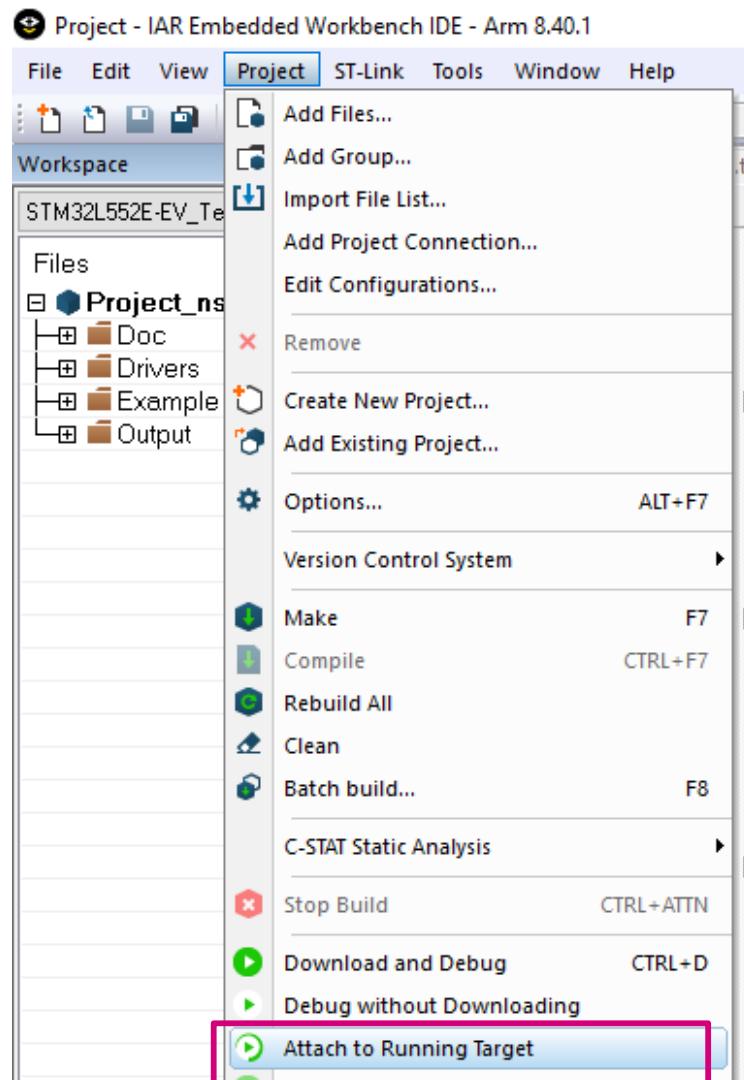 Project - IAR Embedded Workbench IDE - Arm 8.40.1
File Edit View Project ST-Link Tools Window Help
Workspace
STM32L552E-EV_Te
Files
Project_ns
Doc
Drivers
Example
Output
Add Files...
Add Group...
Import File List...
Add Project Connection...
Edit Configurations...
Remove
Create New Project...
Add Existing Project...
Options... ALT+F7
Version Control System
Make F7
Compile CTRL+F7
Rebuild All
Clean
Batch build... F8
C-STAT Static Analysis
Stop Build CTRL+ATTN
Download and Debug CTRL+D
Debug without Downloading
Attach to Running Target